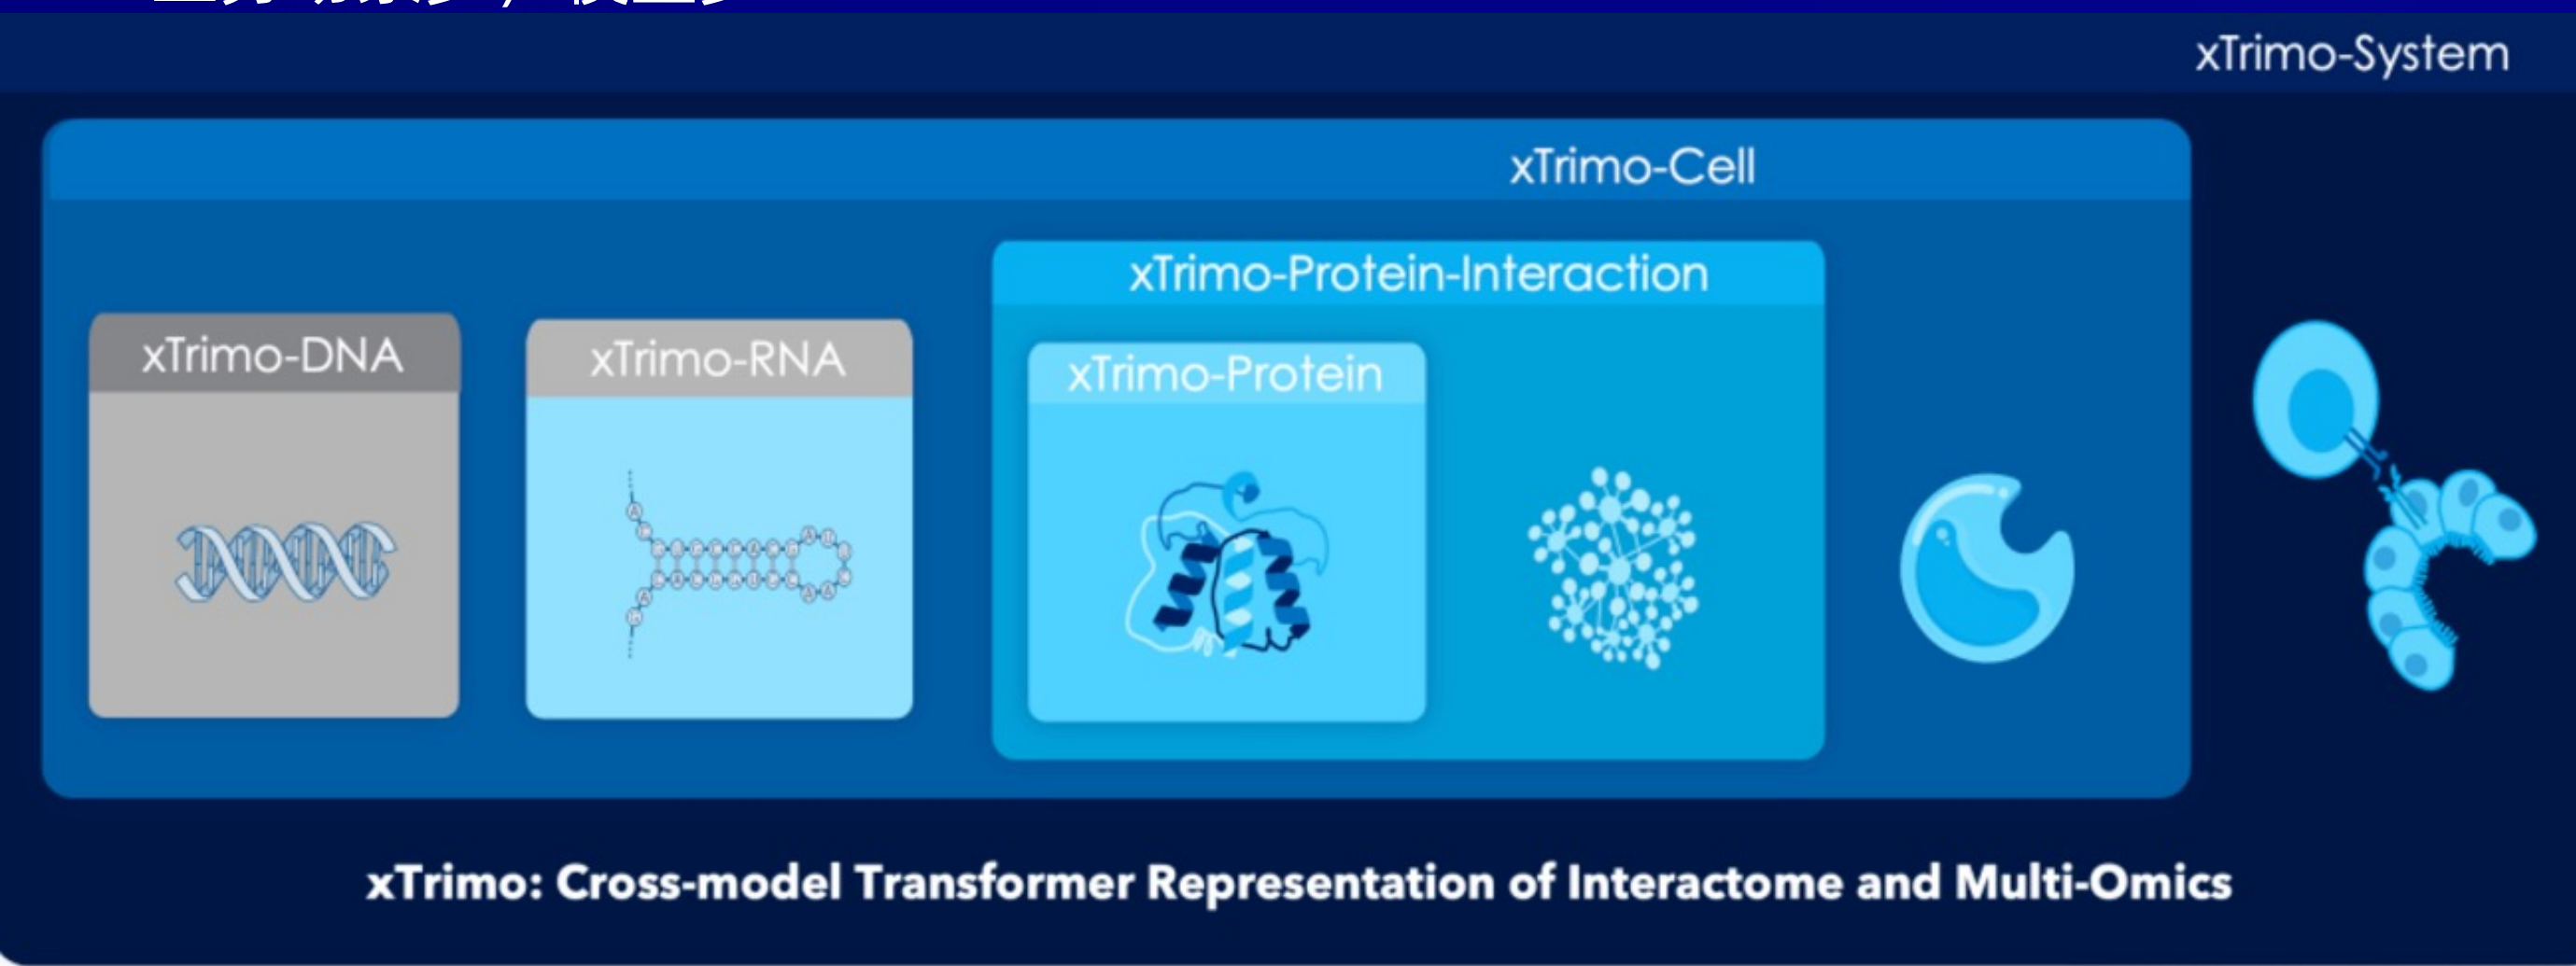 xTrimo-System
xTrimo-Cell
xTrimo-Protein-Interaction
xTrimo-DNA
xTrimo-RNA
xTrimo-Protein
xTrimo: Cross-model Transformer Representation of Interactome and Multi-Omics